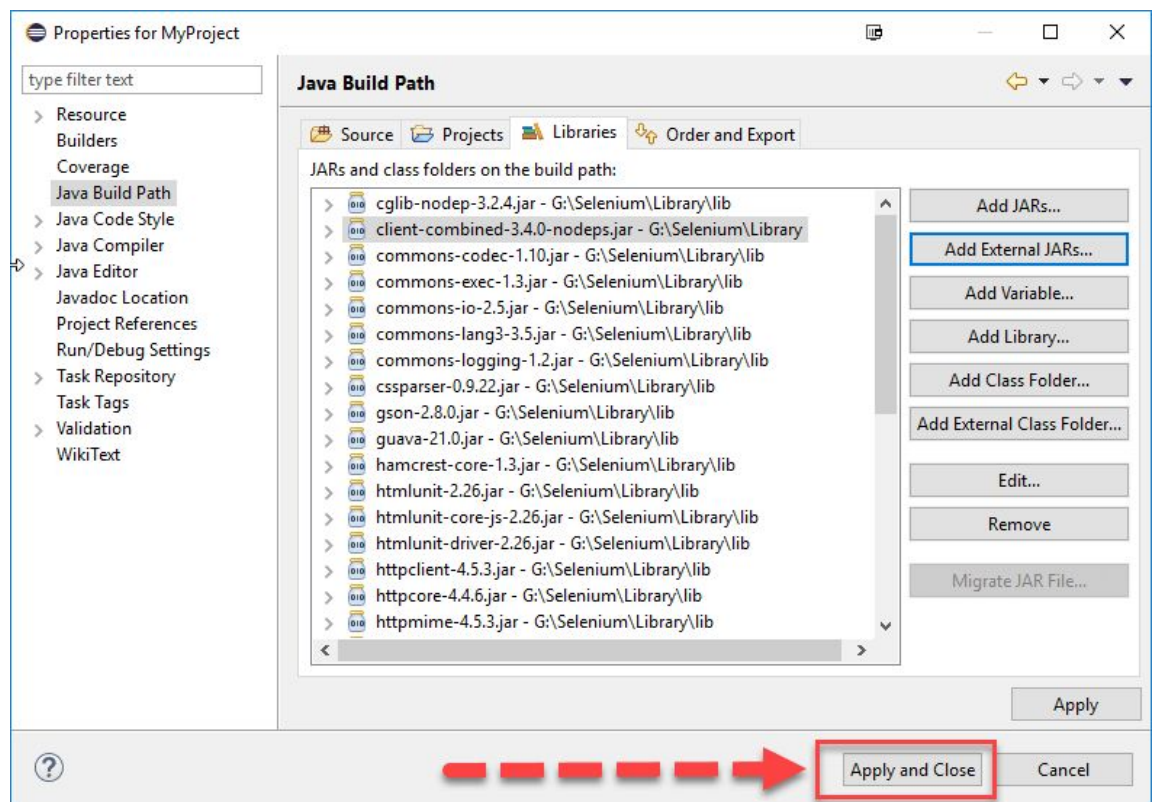 Properties for MyProject
type filter text
Resource
Builders
Coverage
Java Build Path
Java Code Style
Java Compiler
Java Editor
Javadoc Location
Project References
Run/Debug Settings
Task Repository
Task Tags
Validation
WikiText
Java Build Path
Source Projects Libraries Order and Export
JARs and class folders on the build path:
cglib-nodep-3.2.4.jar - G:\Selenium\Library\lib
client-combined-3.4.0-nodeps.jar - G:\Selenium\Library
commons-codec-1.10.jar - G:\Selenium\Library\lib
commons-exec-1.3.jar - G:\Selenium\Library\lib
commons-io-2.5.jar - G:\Selenium\Library\lib
commons-lang3-3.5.jar - G:\Selenium\Library\lib
commons-logging-1.2.jar - G:\Selenium\Library\lib
cssparser-0.9.22.jar - G:\Selenium\Library\lib
gson-2.8.0.jar - G:\Selenium\Library\lib
guava-21.0.jar - G:\Selenium\Library\lib
hamcrest-core-1.3.jar - G:\Selenium\Library\lib
htmlunit-2.26.jar - G:\Selenium\Library\lib
htmlunit-core-js-2.26.jar - G:\Selenium\Library\lib
htmlunit-driver-2.26.jar - G:\Selenium\Library\lib
httpclient-4.5.3.jar - G:\Selenium\Library\lib
httpcore-4.4.6.jar - G:\Selenium\Library\lib
httpmime-4.5.3.jar - G:\Selenium\Library\lib
Add JARs...
Add External JARs...
Add Variable...
Add Library...
Add Class Folder...
Add External Class Folder...
Edit...
Remove
Migrate JAR File...
Apply
Apply and Close
Cancel